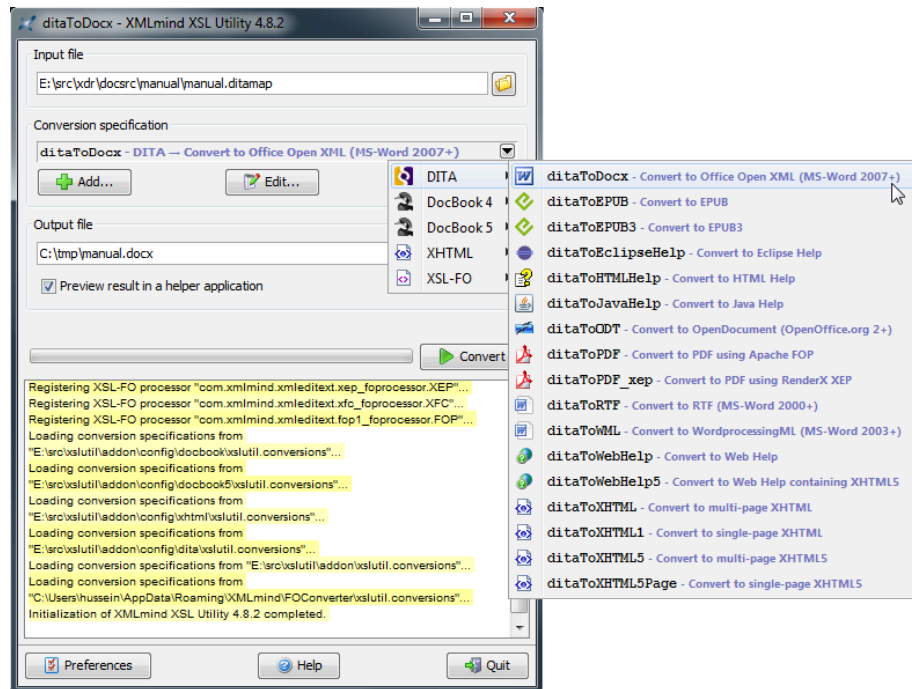 ditaToDocx - XMLmind XSL Utility 4.8.2
Input file
E:\src\xdr\docsrc\manual\manual.ditamap
Conversion specification
ditaToDocx - DITA → Convert to Office Open XML (MS-Word 2007+)
Add...
Edit...
Output file
C:\tmp\manual.docx
Preview result in a helper application
Convert
DITA
DocBook 4
DocBook 5
XHTML
XSL-FO
ditaToDocx - Convert to Office Open XML (MS-Word 2007+)
ditaToEPUB - Convert to EPUB
ditaToEPUB3 - Convert to EPUB3
ditaToEclipseHelp - Convert to Eclipse Help
ditaToHTMLHelp - Convert to HTML Help
ditaToJavaHelp - Convert to Java Help
ditaToODT - Convert to OpenDocument (OpenOffice.org 2+)
ditaToPDF - Convert to PDF using Apache FOP
ditaToPDF_xep - Convert to PDF using RenderX XEP
ditaToRTF - Convert to RTF (MS-Word 2000+)
ditaToWML - Convert to WordprocessingML (MS-Word 2003+)
ditaToWebHelp - Convert to Web Help
ditaToWebHelp5 - Convert to Web Help containing XHTML5
ditaToXHTML - Convert to multi-page XHTML
ditaToXHTML1 - Convert to single-page XHTML
ditaToXHTML5 - Convert to multi-page XHTML5
ditaToXHTML5Page - Convert to single-page XHTML5
Registering XSL-FO processor "com.xmlmind.xmleditext.xep_foprocessor.XEP"...
Registering XSL-FO processor "com.xmlmind.xmleditext.xfc_foprocessor.XFC"...
Registering XSL-FO processor "com.xmlmind.xmleditext.fop1_foprocessor.FOP"...
Loading conversion specifications from
"E:\src\xslutil\addon\config\docbook\xslutil.conversions"...
Loading conversion specifications from
"E:\src\xslutil\addon\config\docbook5\xslutil.conversions"...
Loading conversion specifications from
"E:\src\xslutil\addon\config\xhtml\xslutil.conversions"...
Loading conversion specifications from
"E:\src\xslutil\addon\config\dita\xslutil.conversions"...
Loading conversion specifications from "E:\src\xslutil\addon\xslutil.conversions"...
Loading conversion specifications from
"C:\Users\hussein\AppData\Roaming\XMLmind\FOConverter\xslutil.conversions"...
Initialization of XMLmind XSL Utility 4.8.2 completed.
Preferences
Help
Quit